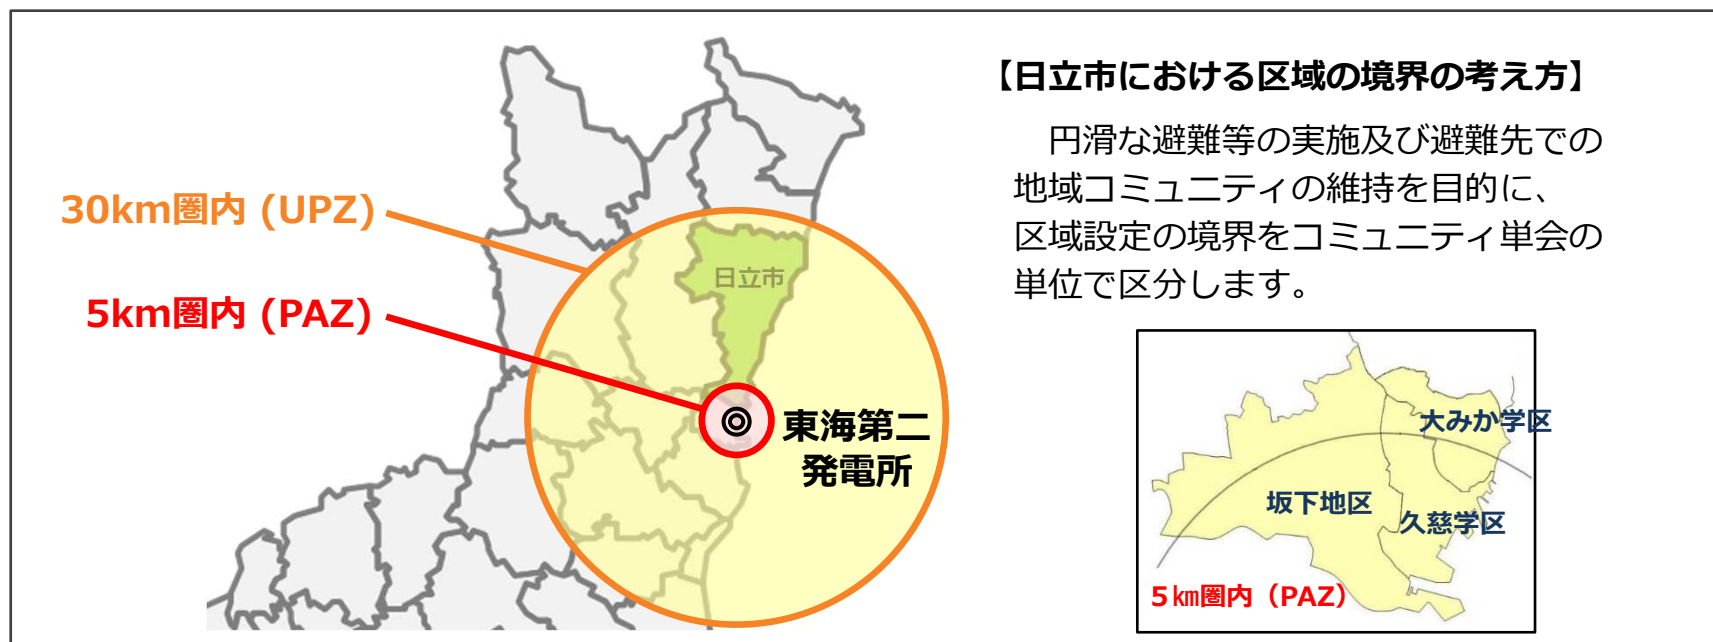 30km圏内 (UPZ)
5km圏内 (PAZ)
日立市
東海第二
発電所
【日立市における区域の境界の考え方】
円滑な避難等の実施及び避難先での
地域コミュニティの維持を目的に、
区域設定の境界をコミュニティ単会の
単位で区分します。
大みか学区
坂下地区
久慈学区
5㎞圏内（PAZ）